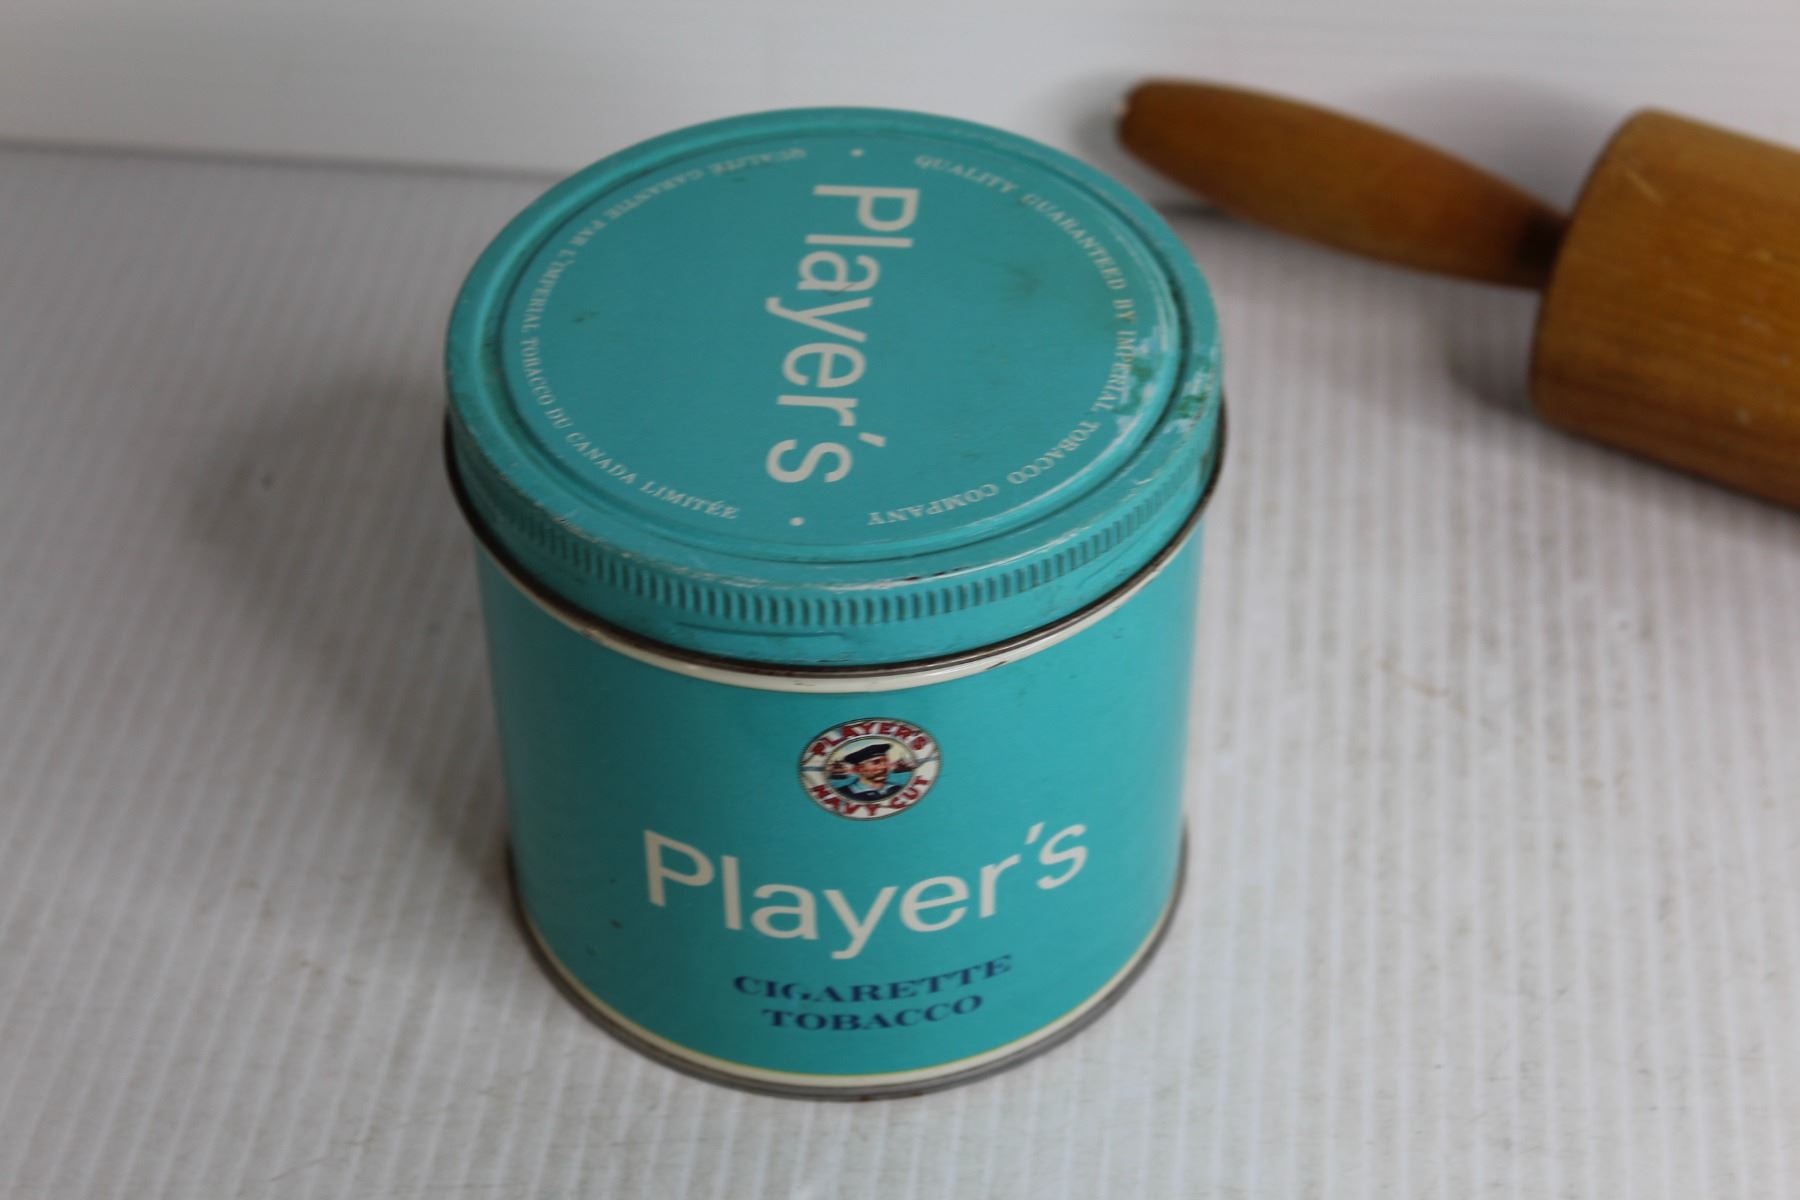 Player's
QUALITY GUARANTEED BY IMPERIAL TOBACCO COMPANY
QUALITÉ GARANTIE PAR L'IMPERIAL TOBACCO DU CANADA LIMITÉE
PLAYER'S
NAVY CUT
Player's
CIGARETTE
TOBACCO